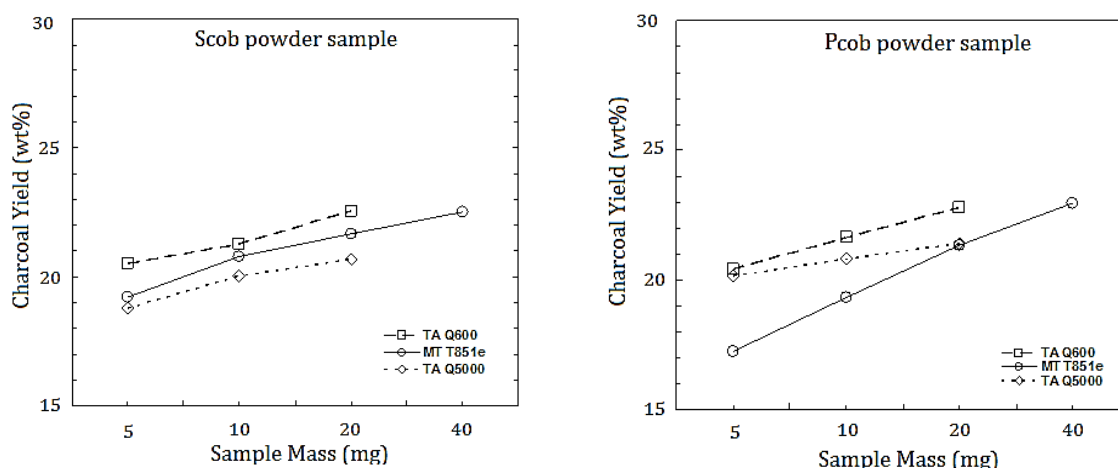 Scob powder sample
Charcoal Yield (wt%)
30
25
20
15
TA Q600
MT T851e
TA Q5000
5 10 20 40
Sample Mass (mg)
Pcob powder sample
Charcoal Yield (wt%)
30
25
20
15
TA Q600
MT T851e
TA Q5000
5 10 20 40
Sample Mass (mg)